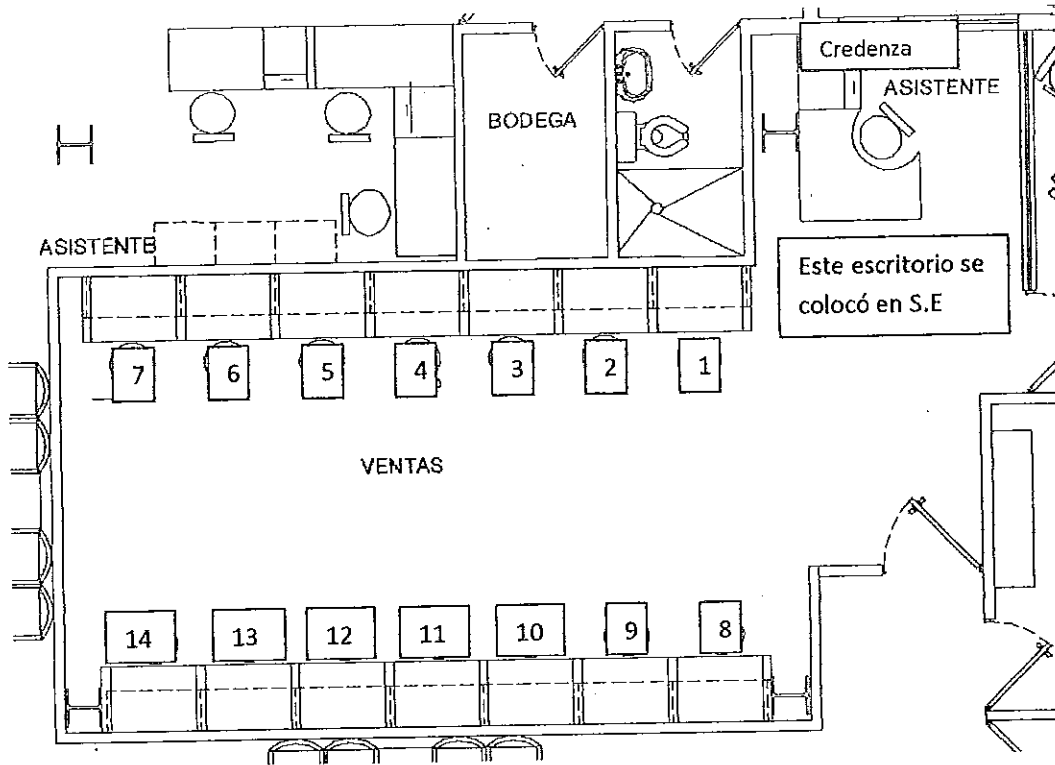 Credenza
ASISTENTE
BODEGA
ASISTENTE
Este escritorio se
colocó en S.E
7 6 5 4 3 2 1
VENTAS
14 13 12 11 10 9 8